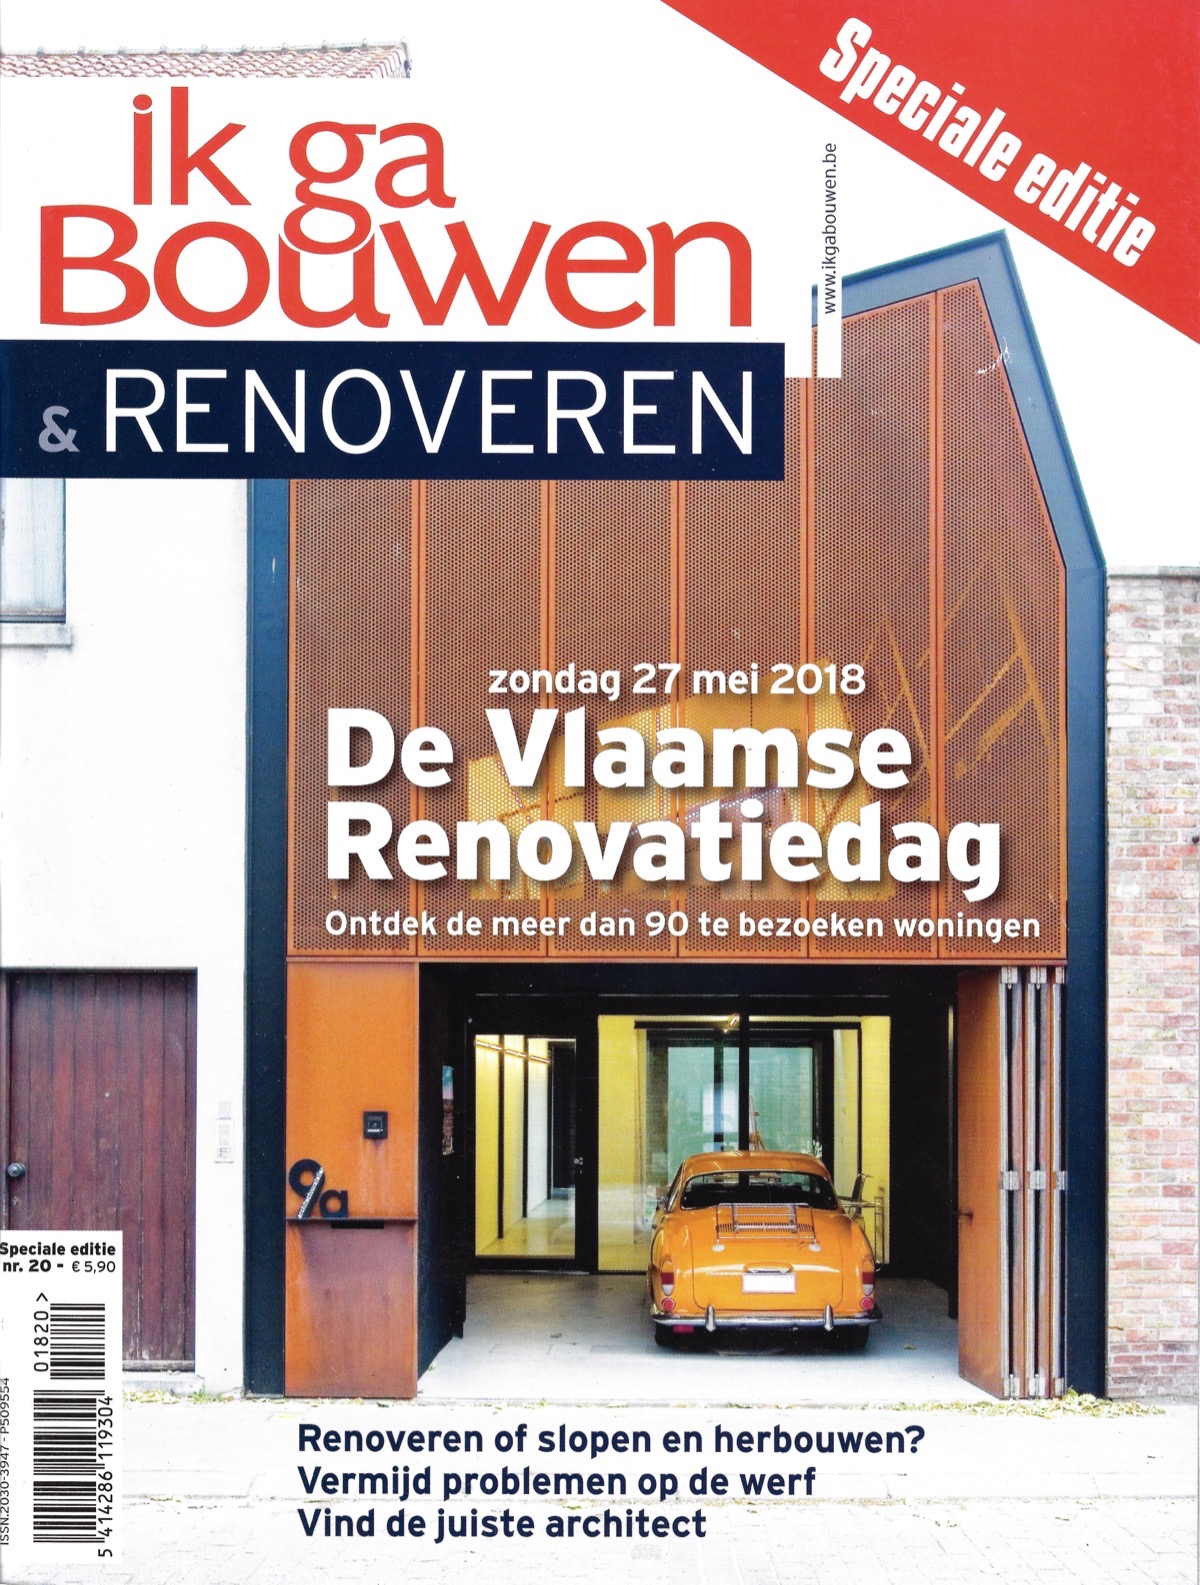 Speciale editie
ik ga
Bouwen
& RENOVEREN
www.ikgabouwen.be
zondag 27 mei 2018
De Vlaamse
Renovatiedag
Ontdek de meer dan 90 te bezoeken woningen
9a
Speciale editie
nr. 20 - € 5,90
01820 >
5 414286 119304
ISSN.2030-3947 - P509554
Renoveren of slopen en herbouwen?
Vermijd problemen op de werf
Vind de juiste architect